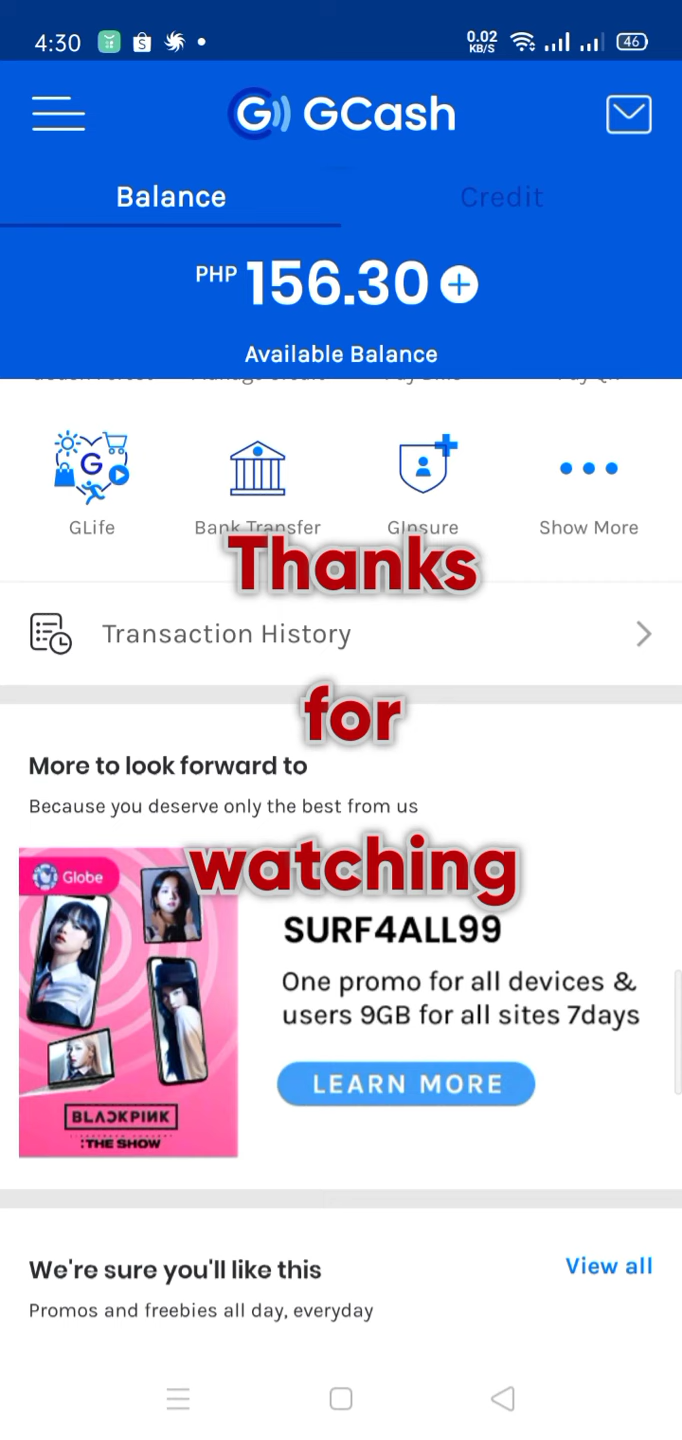 4:30
0.02
KB/S
46
GCash
Balance
Credit
PHP 156.30
Available Balance
GLife
Bank Transfer
GInsure
Show More
Thanks
Transaction History
for
More to look forward to
Because you deserve only the best from us
watching
Globe
SURF4ALL99
One promo for all devices &
users 9GB for all sites 7days
LEARN MORE
BLACKPINK
:THE SHOW
We're sure you'll like this
View all
Promos and freebies all day, everyday